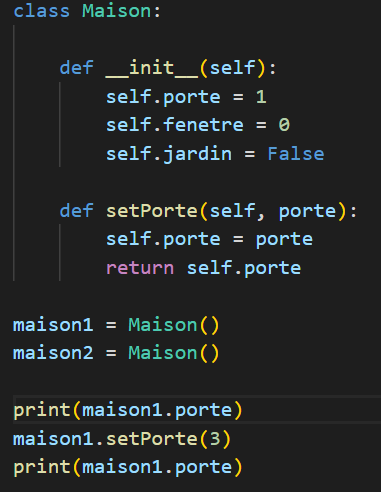 class Maison:
def __init__(self):
self.porte = 1
self.fenetre = 0
self.jardin = False
def setPorte(self, porte):
self.porte = porte
return self.porte
maison1 = Maison()
maison2 = Maison()
print(maison1.porte)
maison1.setPorte(3)
print(maison1.porte)